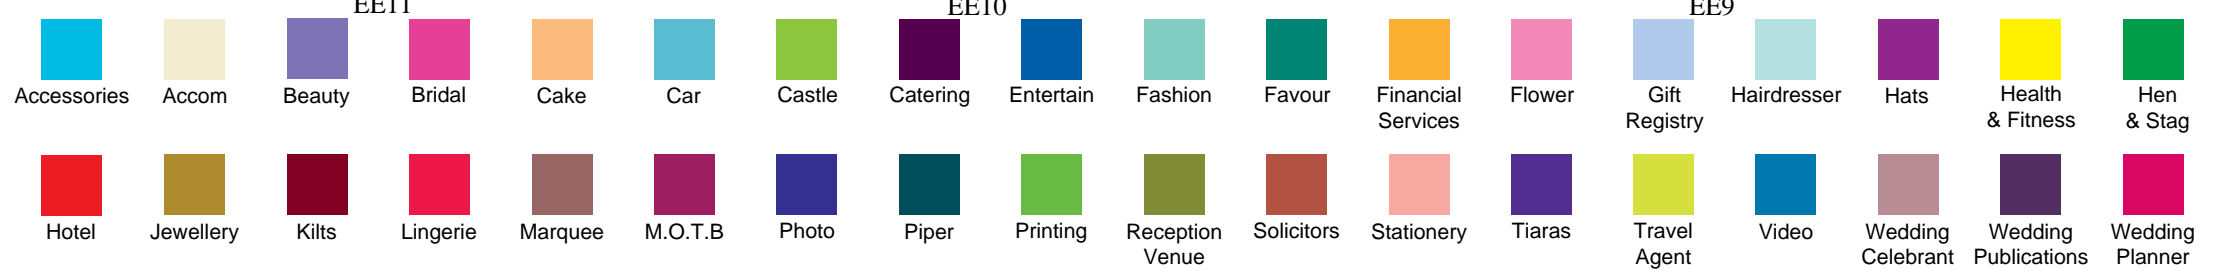 EE11 EE10 EE9
Accessories Accom Beauty Bridal Cake Car Castle Catering Entertain Fashion Favour Financial Services Flower Gift Registry Hairdresser Hats Health & Fitness Hen & Stag
Hotel Jewellery Kilts Lingerie Marquee M.O.T.B Photo Piper Printing Reception Venue Solicitors Stationery Tiaras Travel Agent Video Wedding Celebrant Wedding Publications Wedding Planner